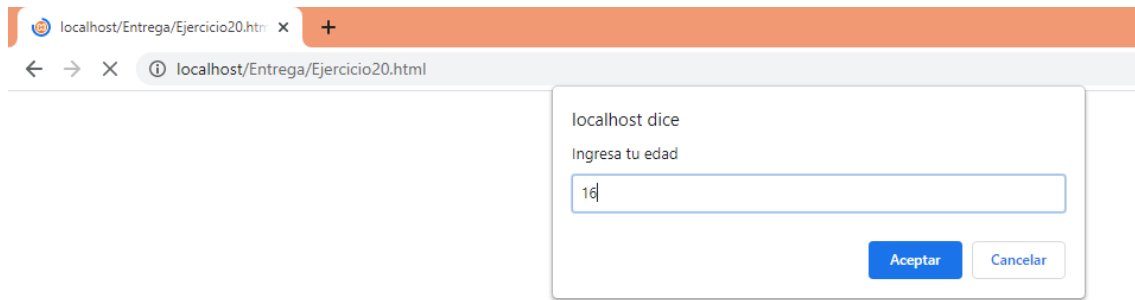 localhost/Entrega/Ejercicio20.htm
localhost/Entrega/Ejercicio20.html
localhost dice
Ingresa tu edad
16
Aceptar
Cancelar